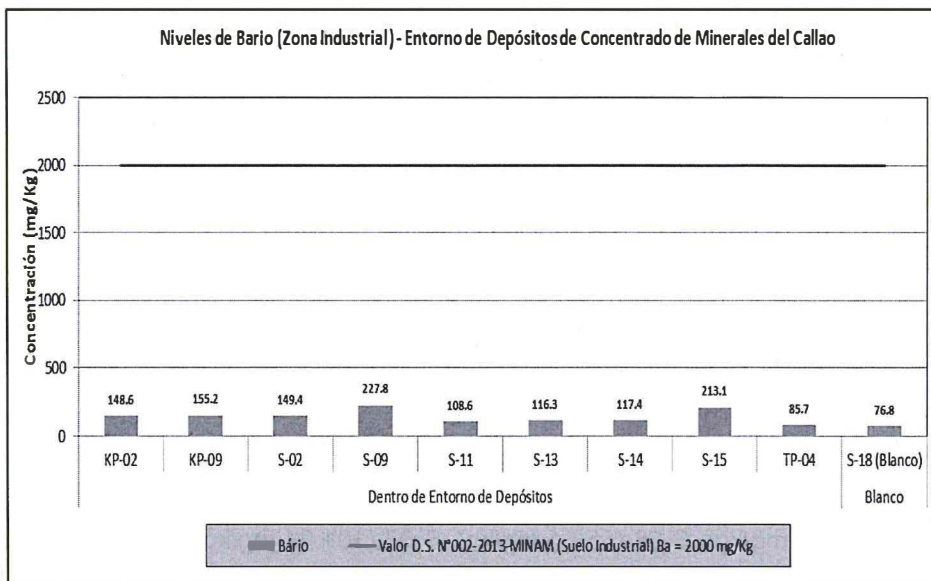 Niveles de Bario (Zona Industrial) - Entorno de Depósitos de Concentrado de Minerales del Callao
Concentración (mg/Kg)
2500
2000
1500
1000
500
0
148.6 155.2 149.4 227.8 108.6 116.3 117.4 213.1 85.7 76.8
KP-02 KP-09 S-02 S-09 S-11 S-13 S-14 S-15 TP-04 S-18 (Blanco)
Dentro de Entorno de Depósitos Blanco
Bário Valor D.S. N°002-2013-MINAM (Suelo Industrial) Ba = 2000 mg/Kg